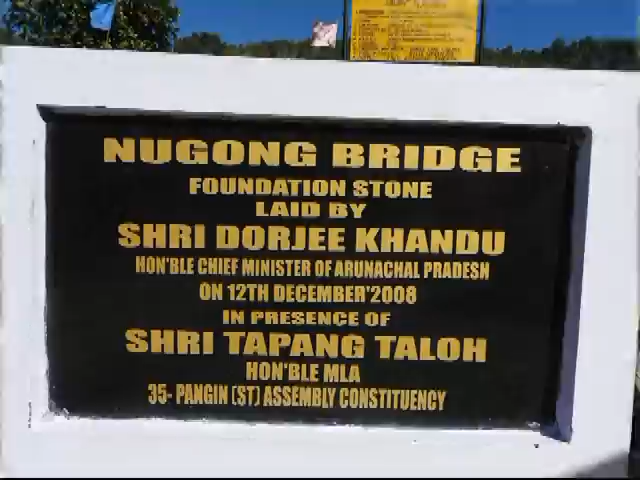 NUGONG BRIDGE
FOUNDATION STONE
LAID BY
SHRI DORJEE KHANDU
HON'BLE CHIEF MINISTER OF ARUNACHAL PRADESH
ON 12TH DECEMBER'2008
IN PRESENCE OF
SHRI TAPANG TALOH
HON'BLE MLA
35- PANGIN (ST) ASSEMBLY CONSTITUENCY